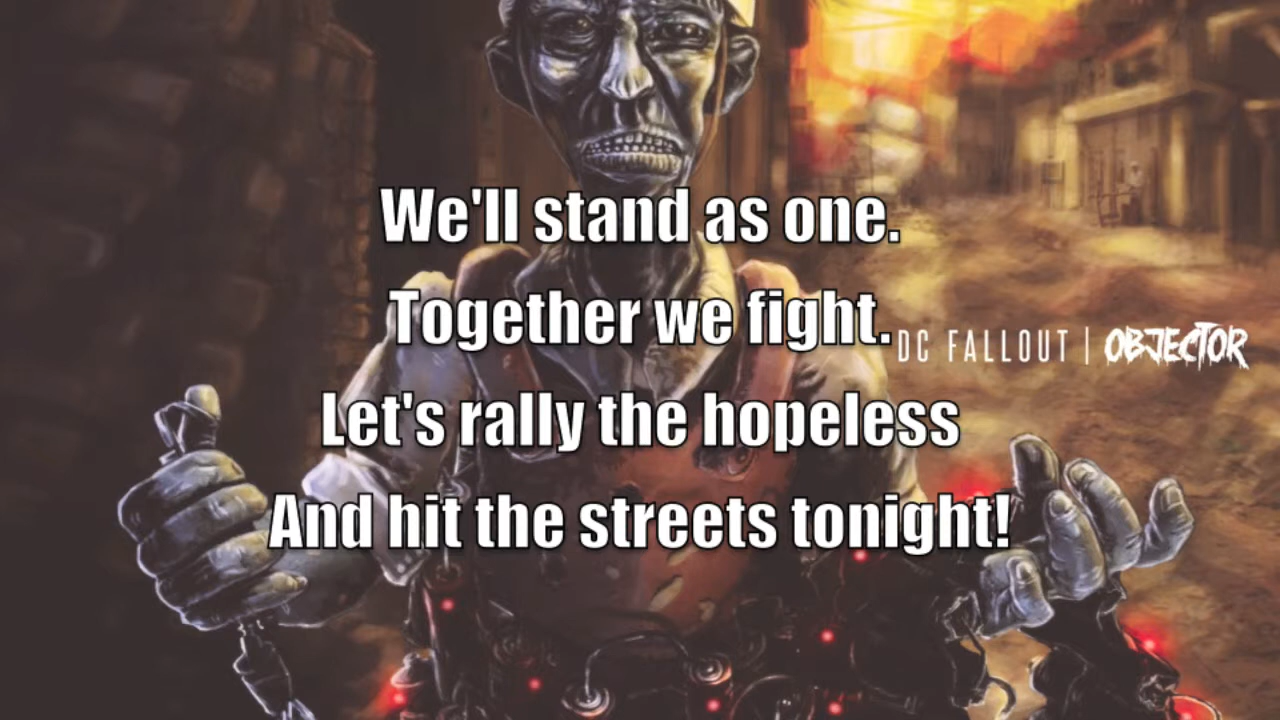 We'll stand as one.
Together we fight.
DC FALLOUT | OBJECTOR
Let's rally the hopeless
And hit the streets tonight!